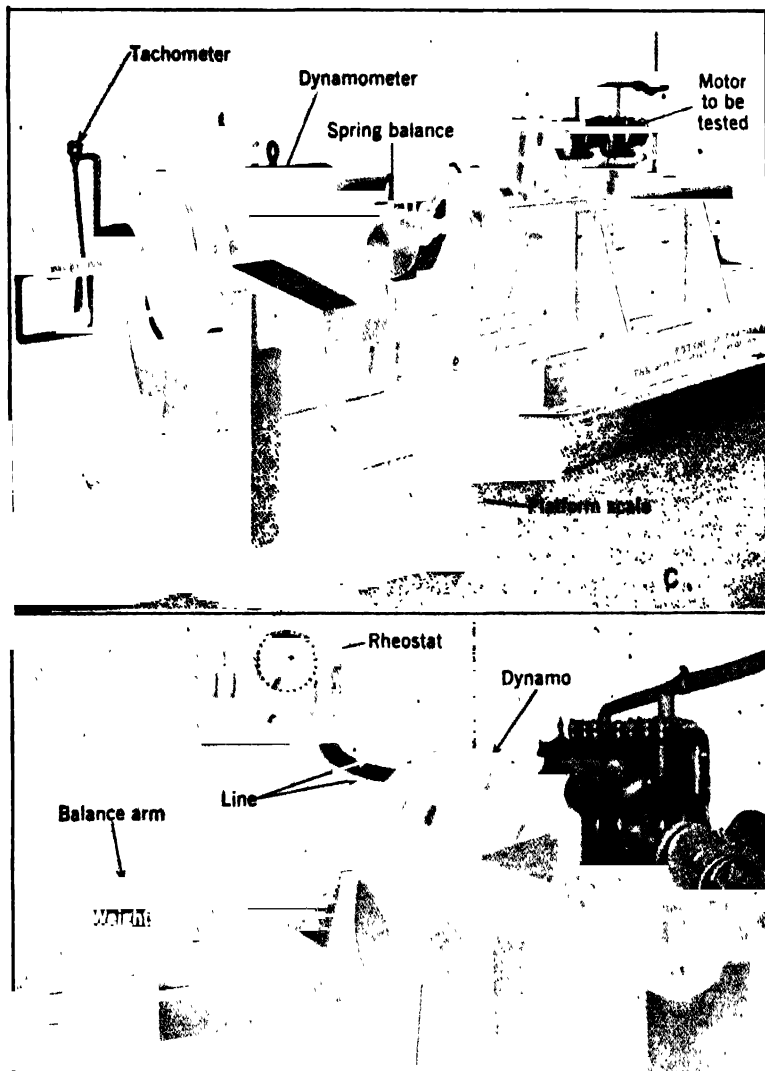 Tachometer
Dynamometer
Spring balance
Motor
to be
tested
Platform scale
C
Rheostat
Dynamo
Line
Balance arm
Weight